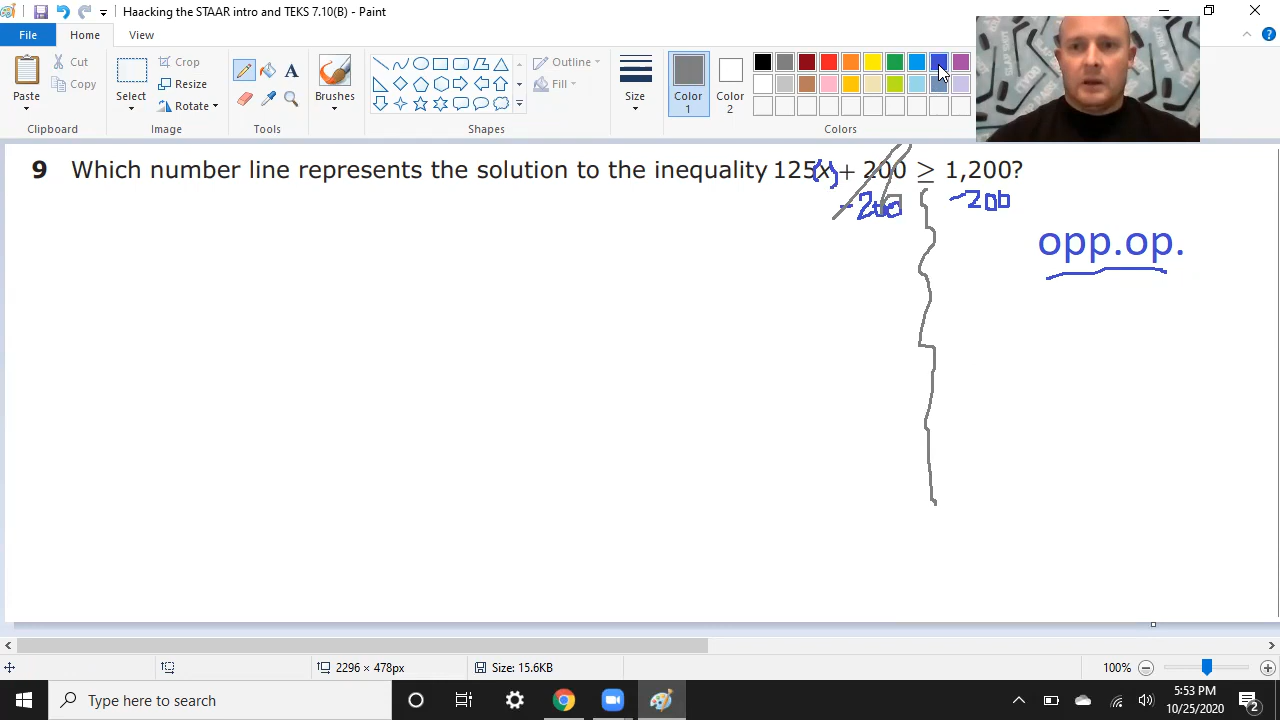 Haacking the STAAR intro and TEKS 7.10(B) - Paint
File Home View
Paste
Cut
Copy
Clipboard
Select
Crop
Resize
Rotate
Image
Tools
Brushes
Shapes
Outline
Fill
Size
Color 1
Color 2
Colors
9 Which number line represents the solution to the inequality 125(x)+ 200 ≥ 1,200?
-200 -200
opp.op.
2296 × 478px
Size: 15.6KB
100%
Type here to search
5:53 PM
10/25/2020
2